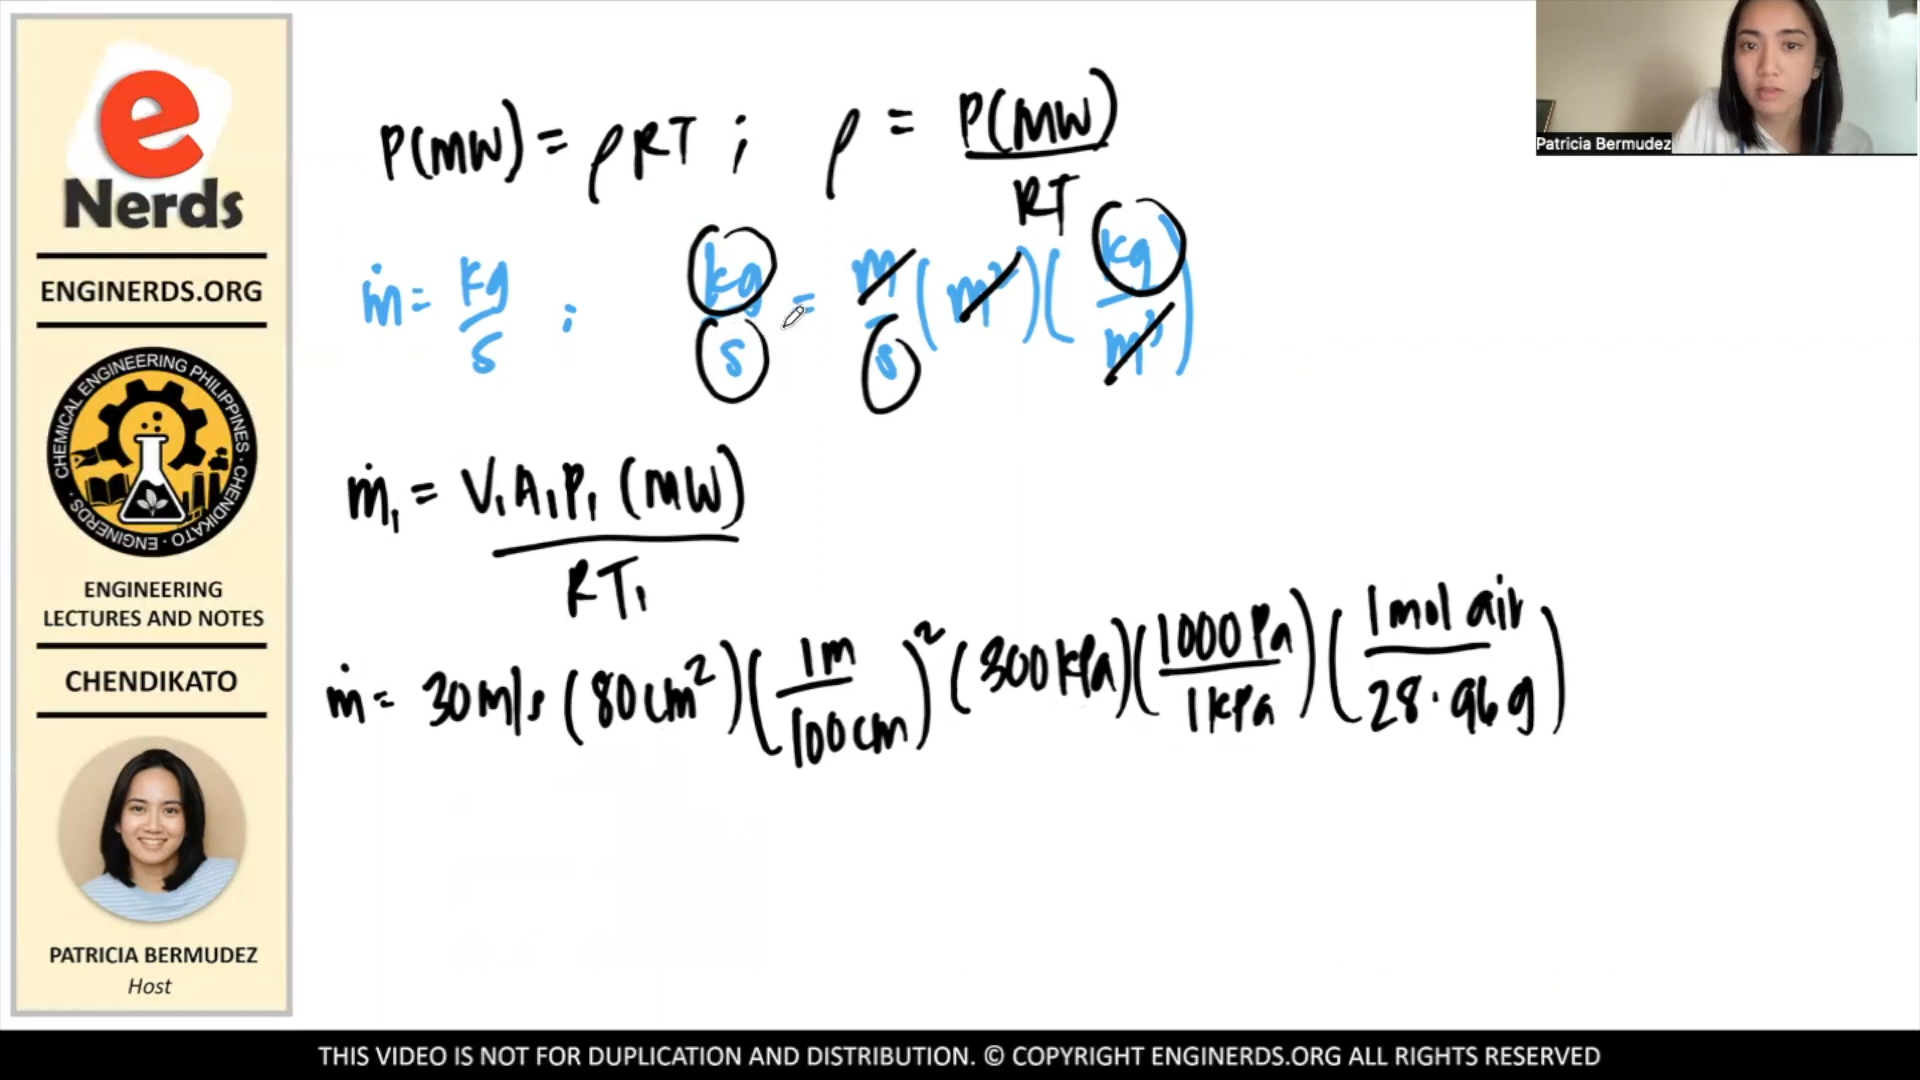 e
Nerds
ENGINERDS.ORG
CHEMICAL ENGINEERING PHILIPPINES · CHENDIKATO · ENGINERDS ·
ENGINEERING
LECTURES AND NOTES
CHENDIKATO
PATRICIA BERMUDEZ
Host
P(MW) = ρRT ; ρ = P(MW) / RT
ṁ = kg/s ; kg/s = m/s (m²) (kg/m³)
ṁ₁ = V₁A₁P₁ (MW) / RT₁
ṁ = 30 m/s (80 cm²) (1m / 100cm)² (300 kPa) (1000 Pa / 1 kPa) (1 mol air / 28.96 g)
Patricia Bermudez
THIS VIDEO IS NOT FOR DUPLICATION AND DISTRIBUTION. © COPYRIGHT ENGINERDS.ORG ALL RIGHTS RESERVED